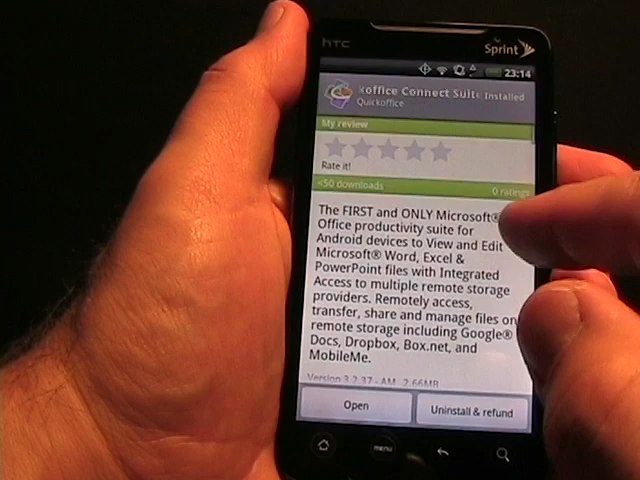 hTC
Sprint
23:14
koffice Connect Suit Installed
Quickoffice
My review
Rate it!
<50 downloads 0 ratings
The FIRST and ONLY Microsoft®
Office productivity suite for
Android devices to View and Edit
Microsoft® Word, Excel &
PowerPoint files with Integrated
Access to multiple remote storage
providers. Remotely access,
transfer, share and manage files on
remote storage including Google®
Docs, Dropbox, Box.net, and
MobileMe.
Version 3.2.37 - AM 2.66MB
Open Uninstall & refund
menu